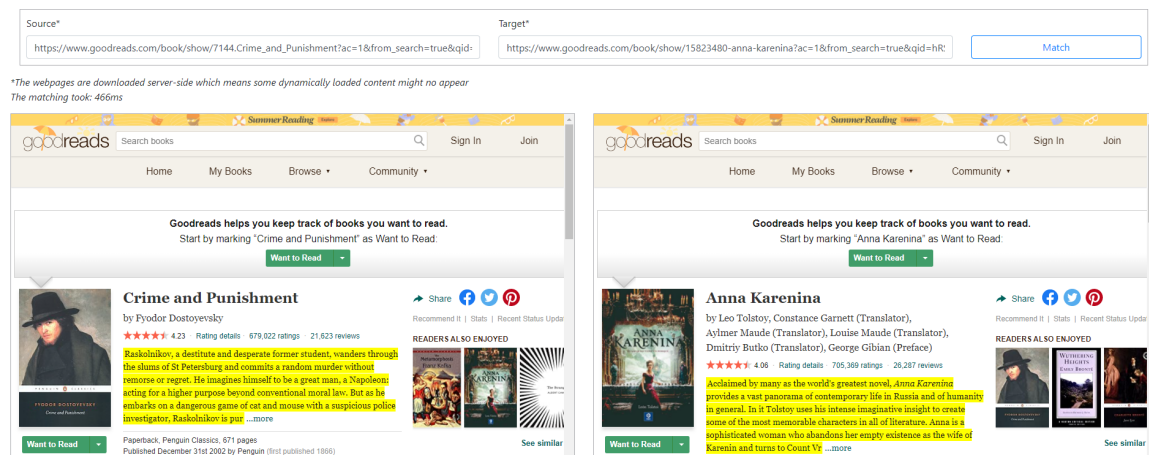 Source*
Target*
https://www.goodreads.com/book/show/7144.Crime_and_Punishment?ac=1&from_search=true&qid=
https://www.goodreads.com/book/show/15823480-anna-karenina?ac=1&from_search=true&qid=hR
Match
*The webpages are downloaded server-side which means some dynamically loaded content might no appear
The matching took: 466ms
Summer Reading
goodreads
Search books
Sign In
Join
Home
My Books
Browse ▾
Community ▾
Goodreads helps you keep track of books you want to read.
Start by marking “Crime and Punishment” as Want to Read:
Want to Read
FYODOR DOSTOYEVSKY
Crime and Punishment
Want to Read
Crime and Punishment
by Fyodor Dostoyevsky
4.23 · Rating details · 679,022 ratings · 21,623 reviews
Raskolnikov, a destitute and desperate former student, wanders through
the slums of St Petersburg and commits a random murder without
remorse or regret. He imagines himself to be a great man, a Napoleon:
acting for a higher purpose beyond conventional moral law. But as he
embarks on a dangerous game of cat and mouse with a suspicious police
investigator, Raskolnikov is pur ...more
Paperback, Penguin Classics, 671 pages
Published December 31st 2002 by Penguin (first published 1866)
Share
Recommend It | Stats | Recent Status Upda
READERS ALSO ENJOYED
See similar
Summer Reading
goodreads
Search books
Sign In
Join
Home
My Books
Browse ▾
Community ▾
Goodreads helps you keep track of books you want to read.
Start by marking “Anna Karenina” as Want to Read:
Want to Read
ANNA
KARENINA
Want to Read
Anna Karenina
by Leo Tolstoy, Constance Garnett (Translator),
Aylmer Maude (Translator), Louise Maude (Translator),
Dmitriy Butko (Translator), George Gibian (Preface)
4.06 · Rating details · 705,369 ratings · 26,287 reviews
Acclaimed by many as the world's greatest novel, Anna Karenina
provides a vast panorama of contemporary life in Russia and of humanity
in general. In it Tolstoy uses his intense imaginative insight to create
some of the most memorable characters in all of literature. Anna is a
sophisticated woman who abandons her empty existence as the wife of
Karenin and turns to Count Vr ...more
Share
Recommend It | Stats | Recent Status Upda
READERS ALSO ENJOYED
WUTHERING
HEIGHTS
See similar